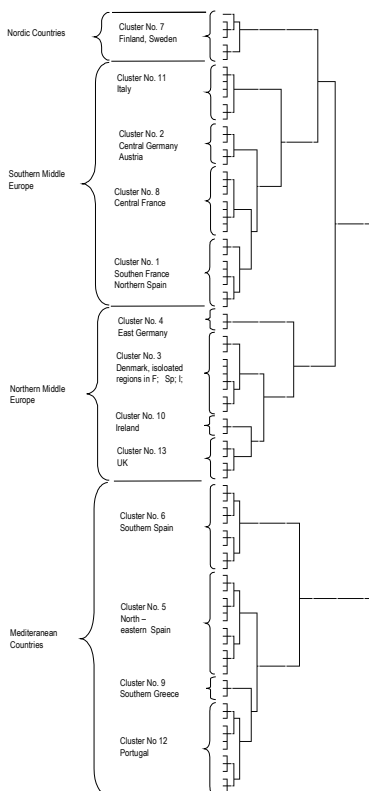 Nordic Countries
Cluster No. 7
Finland, Sweden
Cluster No. 11
Italy
Cluster No. 2
Central Germany
Austria
Southern Middle
Europe
Cluster No. 8
Central France
Cluster No. 1
Southen France
Northern Spain
Cluster No. 4
East Germany
Cluster No. 3
Denmark, isoloated
regions in F; Sp; I;
Northern Middle
Europe
Cluster No. 10
Ireland
Cluster No. 13
UK
Cluster No. 6
Southern Spain
Cluster No. 5
North –
eastern Spain
Mediteranean
Countries
Cluster No. 9
Southern Greece
Cluster No 12
Portugal